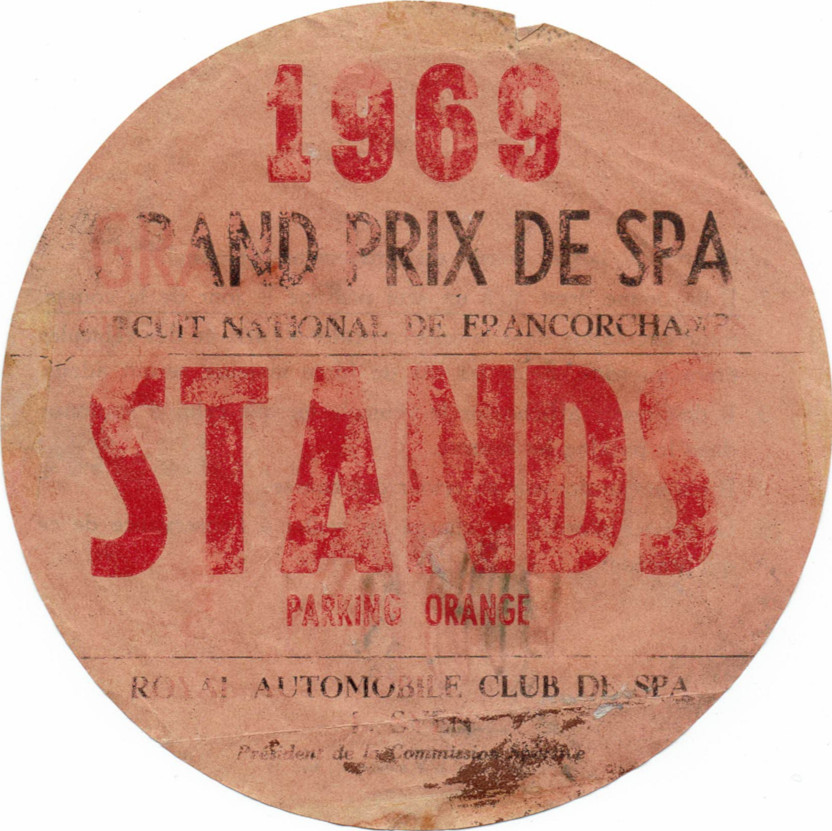 1969
GRAND PRIX DE SPA
CIRCUIT NATIONAL DE FRANCORCHAMPS
STANDS
PARKING ORANGE
ROYAL AUTOMOBILE CLUB DE SPA
Président de la Commission